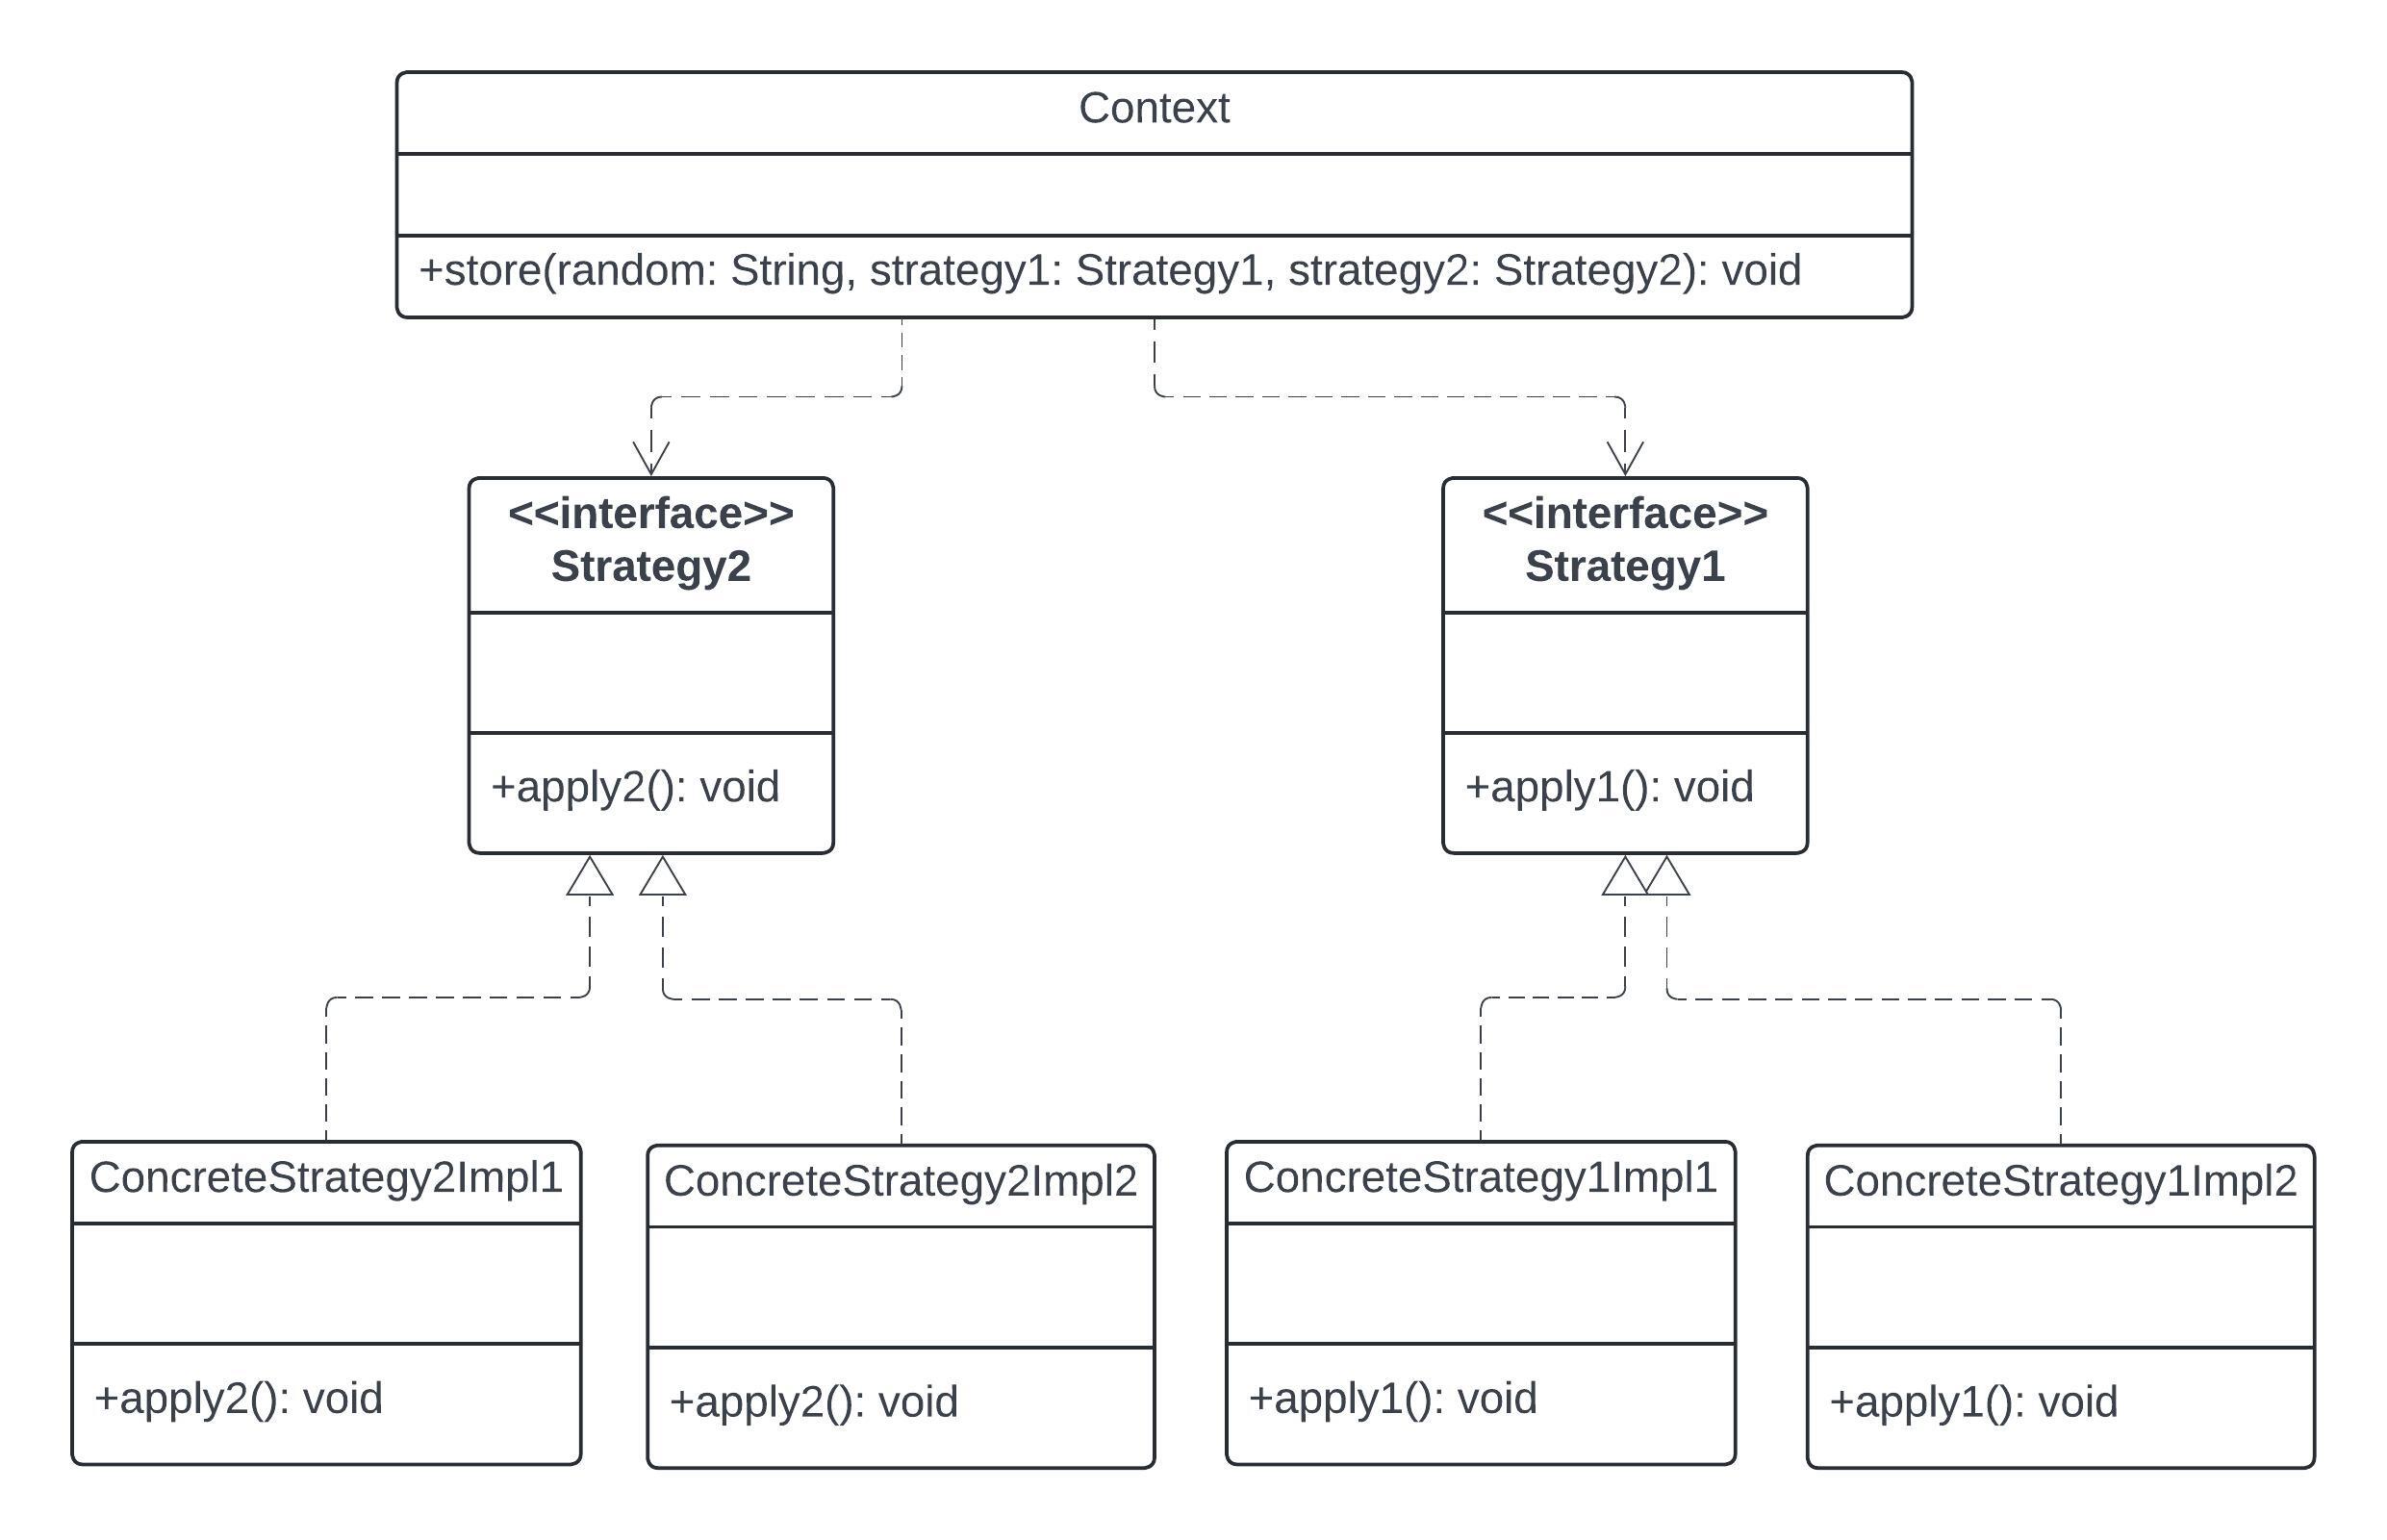 Context
+store(random: String, strategy1: Strategy1, strategy2: Strategy2): void
<<interface>>
Strategy2
+apply2(): void
<<interface>>
Strategy1
+apply1(): void
ConcreteStrategy2Impl1
+apply2(): void
ConcreteStrategy2Impl2
+apply2(): void
ConcreteStrategy1Impl1
+apply1(): void
ConcreteStrategy1Impl2
+apply1(): void